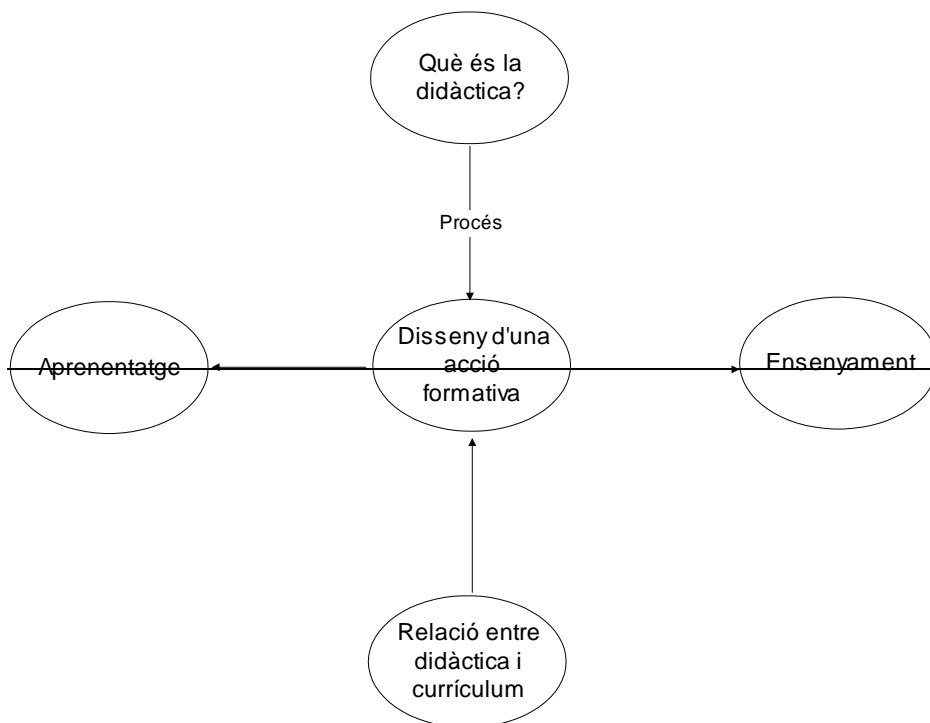 Què és la
didàctica?
Procés
Aprenentatge
Disseny d'una
acció
formativa
Ensenyament
Relació entre
didàctica i
currículum